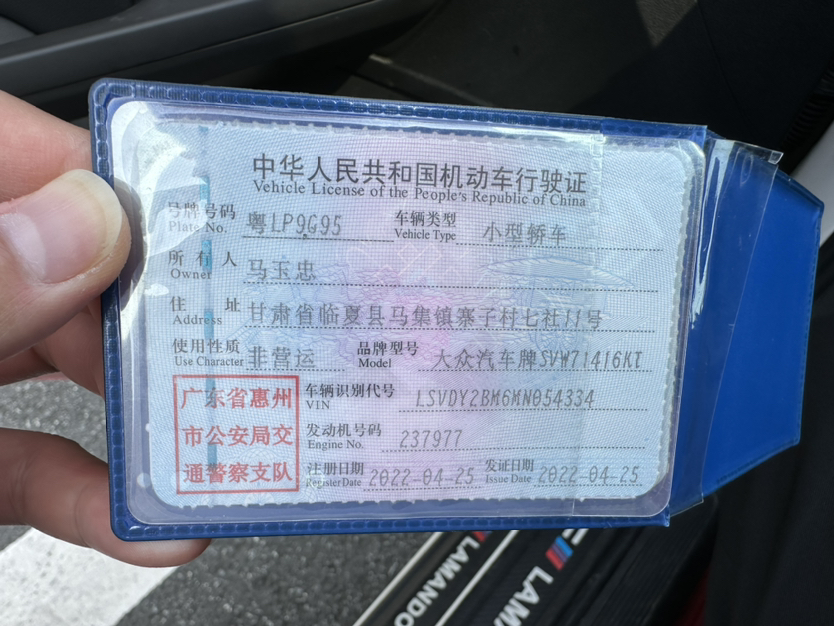 中华人民共和国机动车行驶证
Vehicle License of the People's Republic of China
号牌号码 粤LP9G95 车辆类型 小型轿车
Plate No. Vehicle Type
所有人 马玉忠
Owner
住址 甘肃省临夏县马集镇寨子村七社11号
Address
使用性质 非营运 品牌型号 大众汽车牌SVW71416KT
Use Character Model
广东省惠州
市公安局交
通警察支队
车辆识别代号 LSVDY2BM6MN054334
VIN
发动机号码 237977
Engine No.
注册日期 2022-04-25 发证日期 2022-04-25
Register Date Issue Date
LAMANDO
LAM